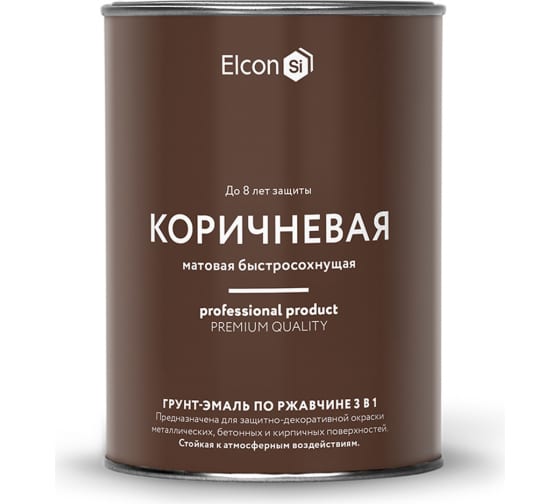 Elcon Si
До 8 лет защиты
КОРИЧНЕВАЯ
матовая быстросохнущая
professional product
PREMIUM QUALITY
ГРУНТ-ЭМАЛЬ ПО РЖАВЧИНЕ 3 В 1
Предназначена для защитно-декоративной окраски
металлических, бетонных и кирпичных поверхностей.
Стойкая к атмосферным воздействиям.